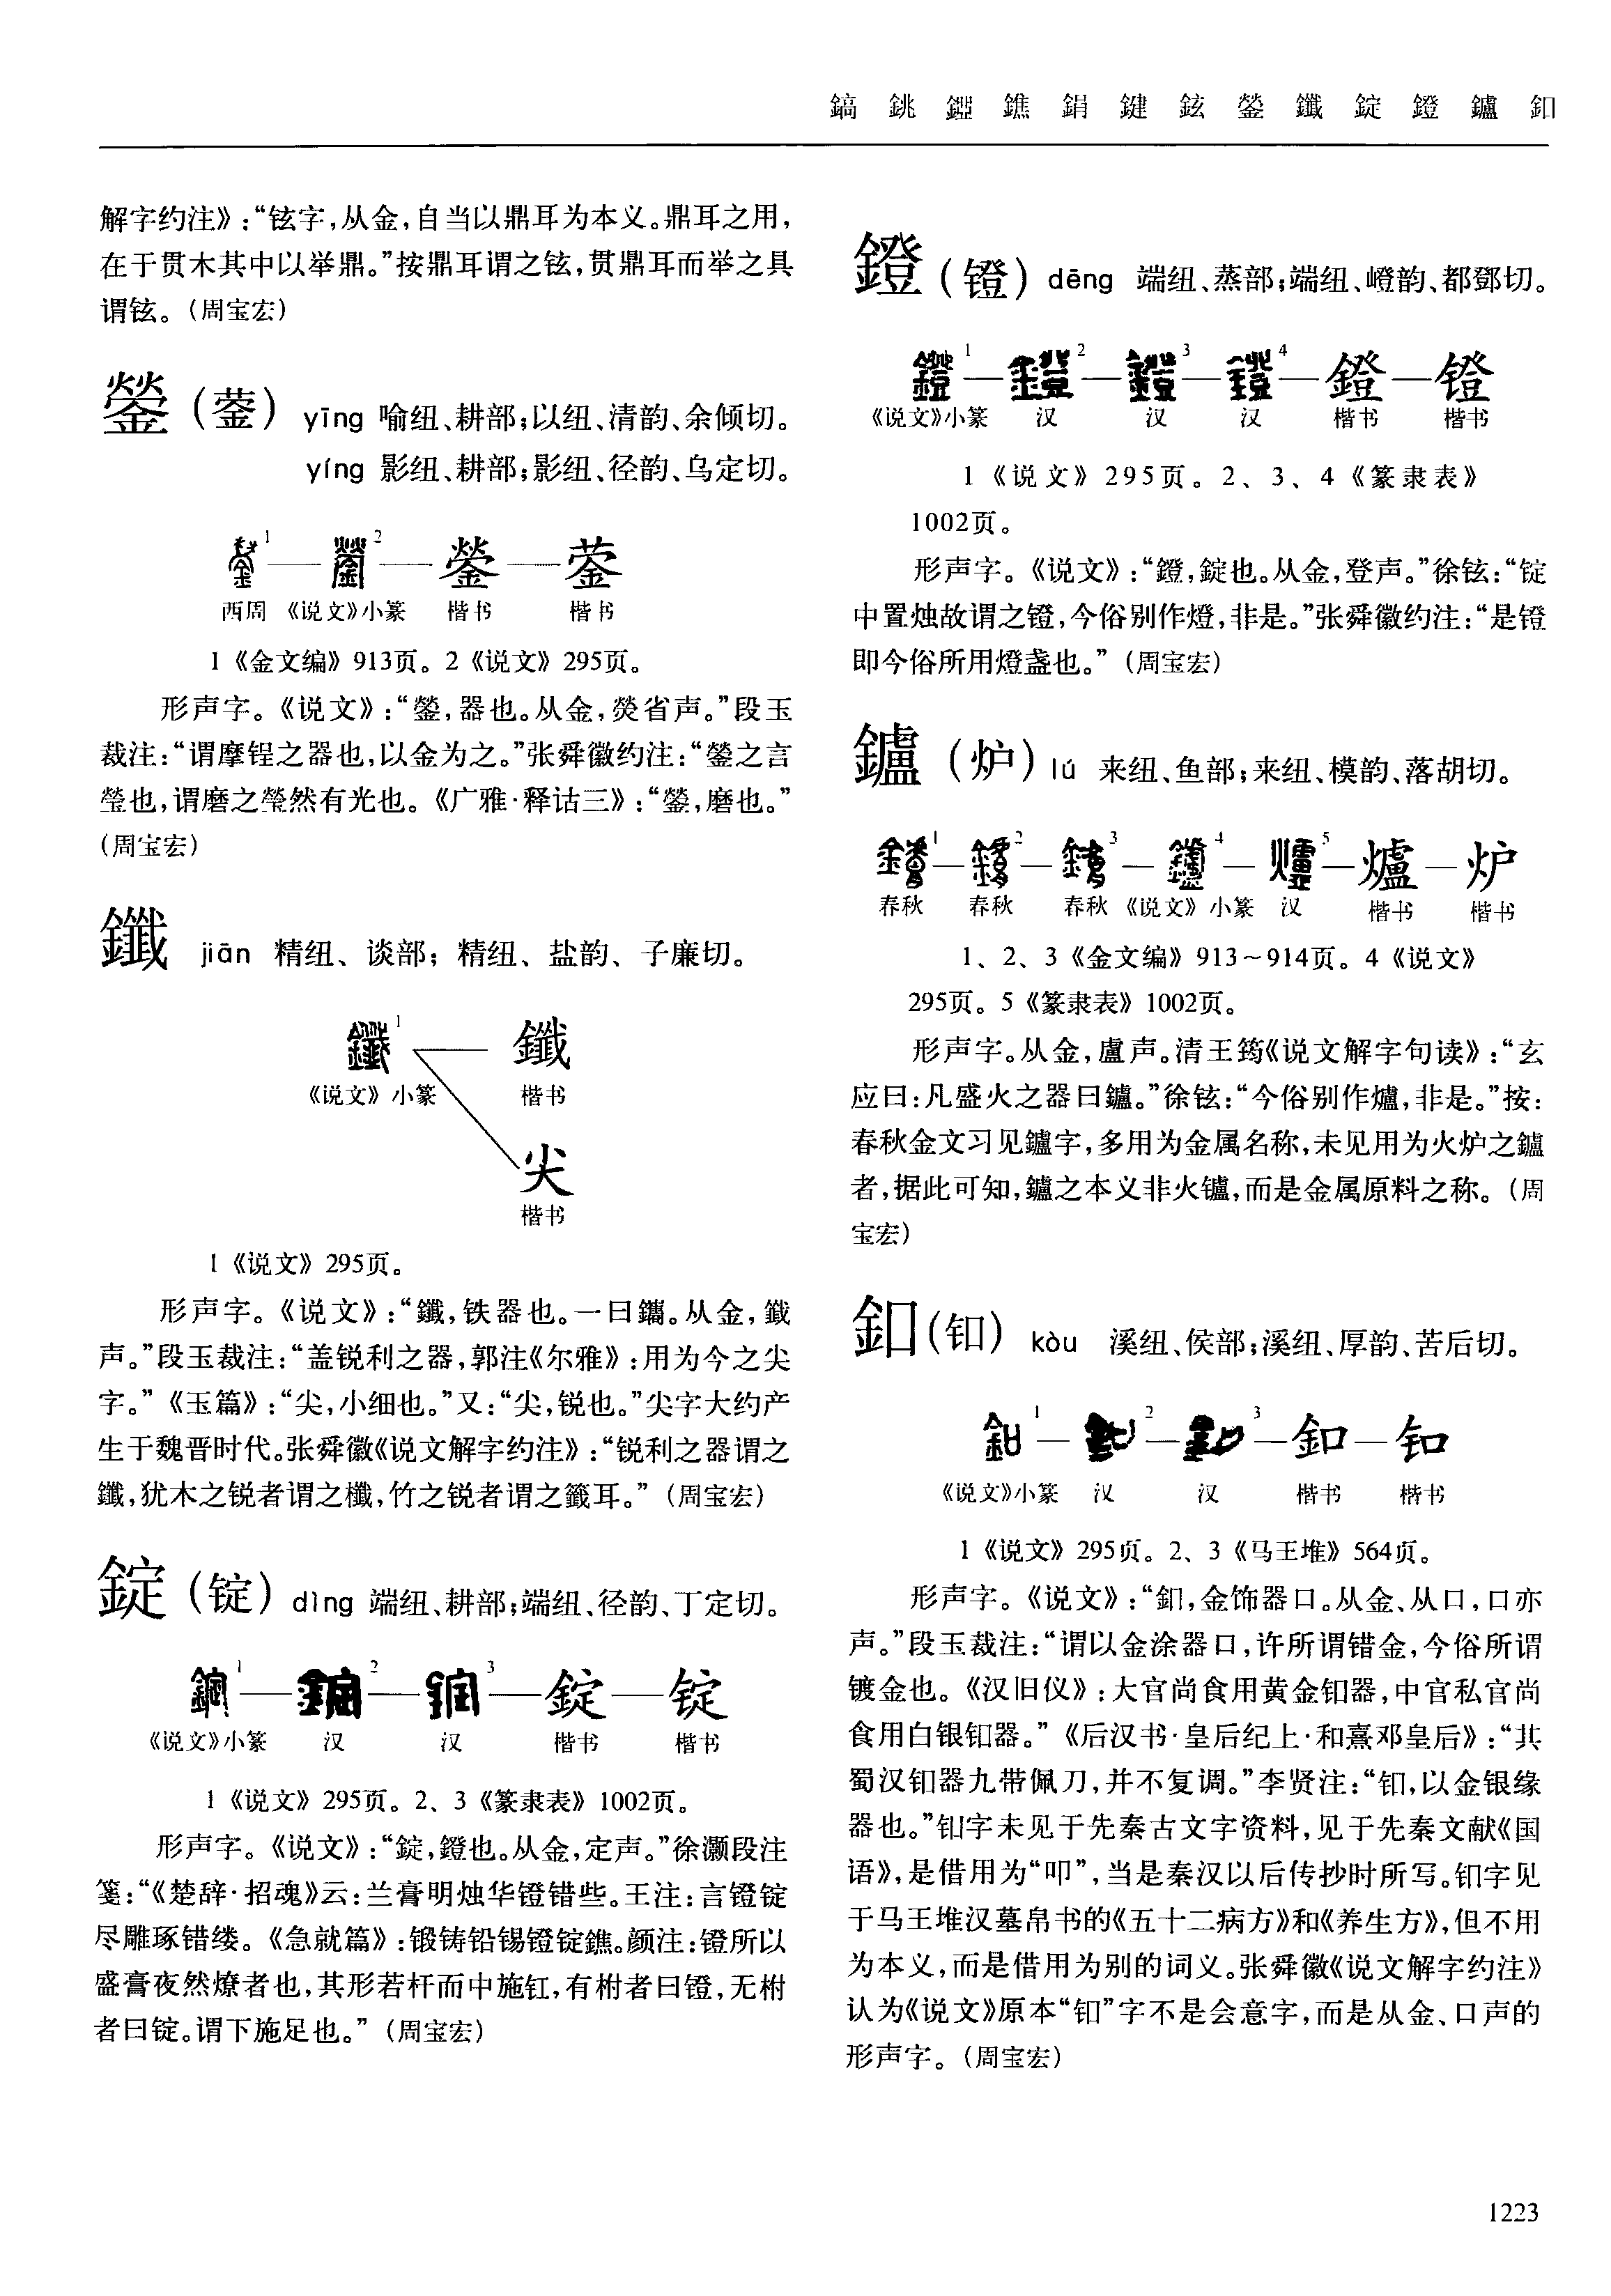 鎬 銚 鑋 鐎 鋗 鍵 鉉 鎣 鑯 錠 鐙 鑪 釦
解字约注》:“铉字,从金,自当以鼎耳为本义。鼎耳之用,
在于贯木其中以举鼎。”按鼎耳谓之铉,贯鼎耳而举之具
谓铉。(周宝宏)
鎣(蓥) yīng 喻纽、耕部;以纽、清韵、余倾切。
yíng 影纽、耕部;影纽、径韵、乌定切。
1—2—鎣—蓥
西周 《说文》小篆 楷书 楷书
1《金文编》913页。2《说文》295页。
形声字。《说文》:“鎣,器也。从金,熒省声。”段玉
裁注:“谓摩锃之器也,以金为之。”张舜徽约注:“鎣之言
瑩也,谓磨之瑩然有光也。《广雅·释诂三》:“鎣,磨也。”
(周宝宏)
鑯 jiān 精纽、谈部;精纽、盐韵、子廉切。
1 鑯
《说文》小篆 楷书
尖
楷书
1《说文》295页。
形声字。《说文》:“鑯,铁器也。一曰鐫。从金,韱
声。”段玉裁注:“盖锐利之器,郭注《尔雅》:用为今之尖
字。”《玉篇》:“尖,小细也。”又:“尖,锐也。”尖字大约产
生于魏晋时代。张舜徽《说文解字约注》:“锐利之器谓之
鑯,犹木之锐者谓之櫼,竹之锐者谓之籤耳。”(周宝宏)
錠(锭) dìng 端纽、耕部;端纽、径韵、丁定切。
1—2—3—錠—锭
《说文》小篆 汉 汉 楷书 楷书
1《说文》295页。2、3《篆隶表》1002页。
形声字。《说文》:“錠,鐙也。从金,定声。”徐灏段注
笺:“《楚辞·招魂》云:兰膏明烛华镫错些。王注:言镫锭
尽雕琢错缕。《急就篇》:锻铸铅锡镫锭鐎。颜注:镫所以
盛膏夜然燎者也,其形若杆而中施釭,有柎者曰镫,无柎
者曰锭。谓下施足也。”(周宝宏)
鐙(镫) dēng 端纽、蒸部;端纽、嶝韵、都鄧切。
1—2—3—4—鐙—镫
《说文》小篆 汉 汉 汉 楷书 楷书
1《说文》295页。2、3、4《篆隶表》
1002页。
形声字。《说文》:“鐙,錠也。从金,登声。”徐铉:“锭
中置烛故谓之镫,今俗别作燈,非是。”张舜徽约注:“是镫
即今俗所用燈盏也。”(周宝宏)
鑪(炉) lú 来纽、鱼部;来纽、模韵、落胡切。
1—2—3—4—5—爐—炉
春秋 春秋 春秋 《说文》小篆 汉 楷书 楷书
1、2、3《金文编》913~914页。4《说文》
295页。5《篆隶表》1002页。
形声字。从金,盧声。清王筠《说文解字句读》:“玄
应曰:凡盛火之器曰鑪。”徐铉:“今俗别作爐,非是。”按:
春秋金文习见鑪字,多用为金属名称,未见用为火炉之鑪
者,据此可知,鑪之本义非火铲,而是金属原料之称。(周
宝宏)
釦(钔) kòu 溪纽、侯部;溪纽、厚韵、苦后切。
1—2—3—釦—钔
《说文》小篆 汉 汉 楷书 楷书
1《说文》295页。2、3《马王堆》564页。
形声字。《说文》:“釦,金饰器口。从金、从口,口亦
声。”段玉裁注:“谓以金涂器口,许所谓错金,今俗所谓
镀金也。《汉旧仪》:大官尚食用黄金钔器,中官私官尚
食用白银钔器。”《后汉书·皇后纪上·和熹邓皇后》:“其
蜀汉钔器九带佩刀,并不复调。”李贤注:“钔,以金银缘
器也。”钔字未见于先秦古文字资料,见于先秦文献《国
语》,是借用为“叩”,当是秦汉以后传抄时所写。钔字见
于马王堆汉墓帛书的《五十二病方》和《养生方》,但不用
为本义,而是借用为别的词义。张舜徽《说文解字约注》
认为《说文》原本“钔”字不是会意字,而是从金、口声的
形声字。(周宝宏)
1223